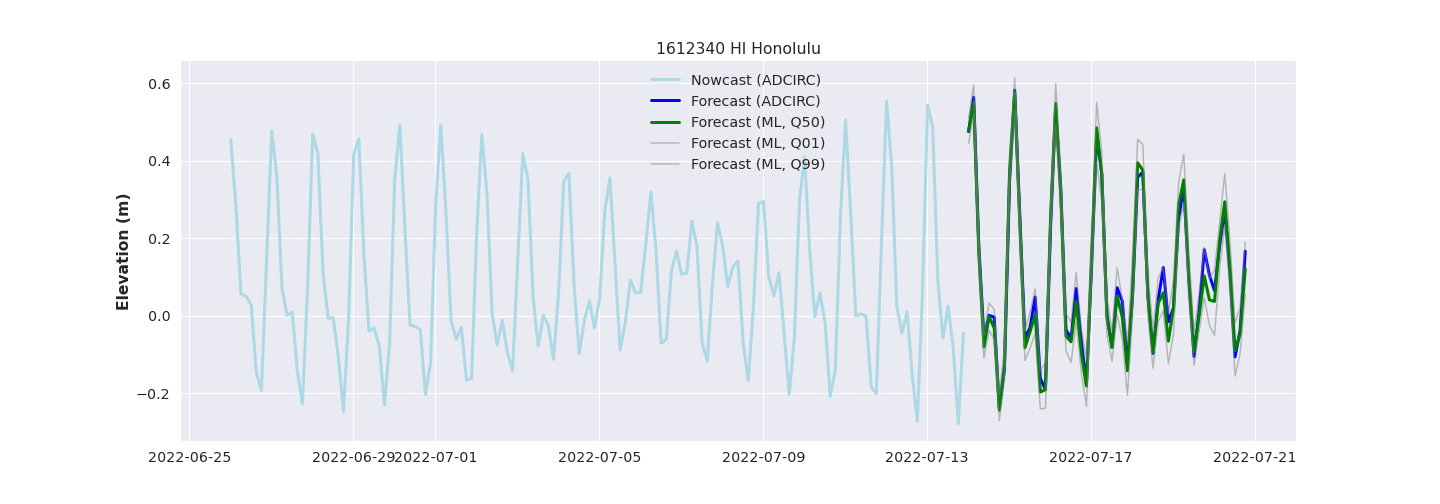 1612340 HI Honolulu
Nowcast (ADCIRC)
Forecast (ADCIRC)
Forecast (ML, Q50)
Forecast (ML, Q01)
Forecast (ML, Q99)
Elevation (m)
0.6
0.4
0.2
0.0
−0.2
2022-06-25
2022-06-29
2022-07-01
2022-07-05
2022-07-09
2022-07-13
2022-07-17
2022-07-21